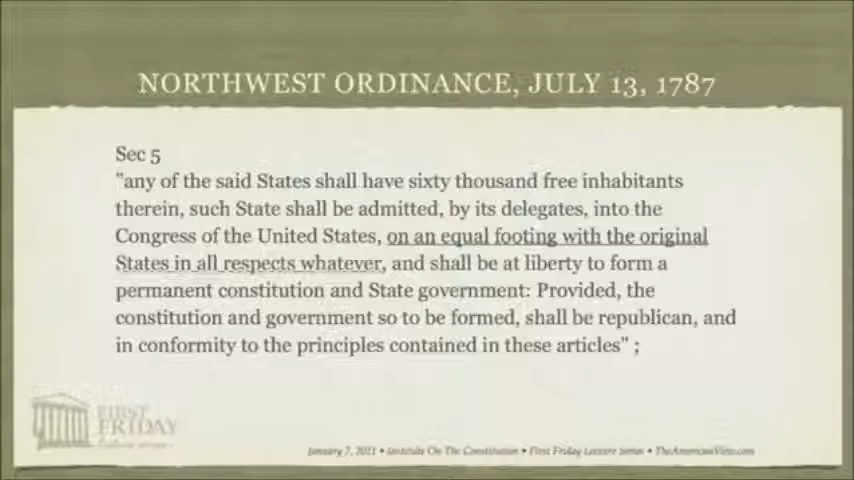 NORTHWEST ORDINANCE, JULY 13, 1787
Sec 5
"any of the said States shall have sixty thousand free inhabitants
therein, such State shall be admitted, by its delegates, into the
Congress of the United States, on an equal footing with the original
States in all respects whatever, and shall be at liberty to form a
permanent constitution and State government: Provided, the
constitution and government so to be formed, shall be republican, and
in conformity to the principles contained in these articles" ;
FIRST
FRIDAY
January 7, 2011 • Institute On The Constitution • First Friday Lecture Series • TheAmericanView.com